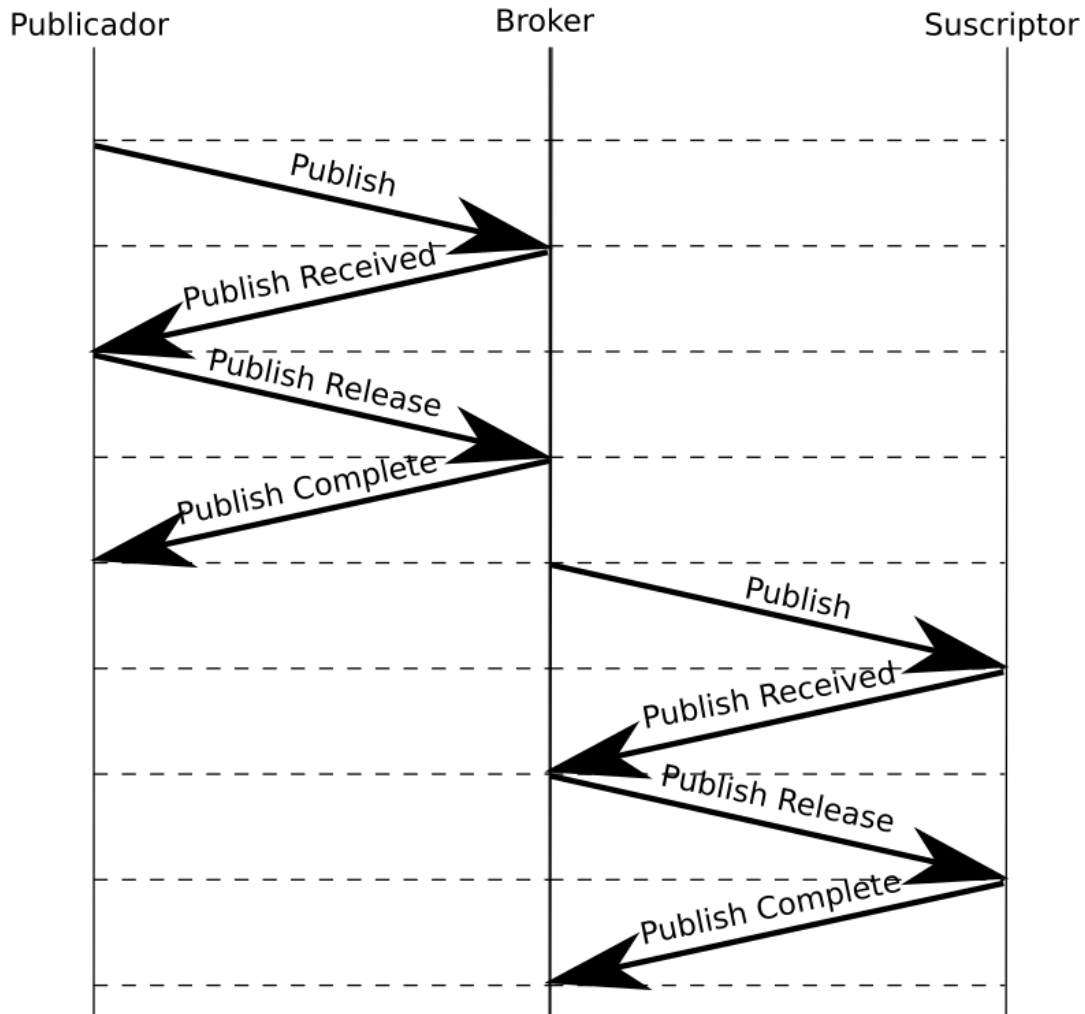 Publicador
Broker
Suscriptor
Publish
Publish Received
Publish Release
Publish Complete
Publish
Publish Received
Publish Release
Publish Complete